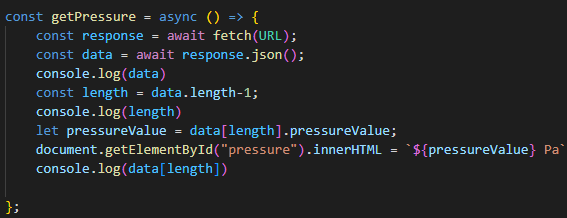 const getPressure = async () => {
    const response = await fetch(URL);
    const data = await response.json();
    console.log(data)
    const length = data.length-1;
    console.log(length)
    let pressureValue = data[length].pressureValue;
    document.getElementById("pressure").innerHTML = `${pressureValue} Pa`
    console.log(data[length])
};